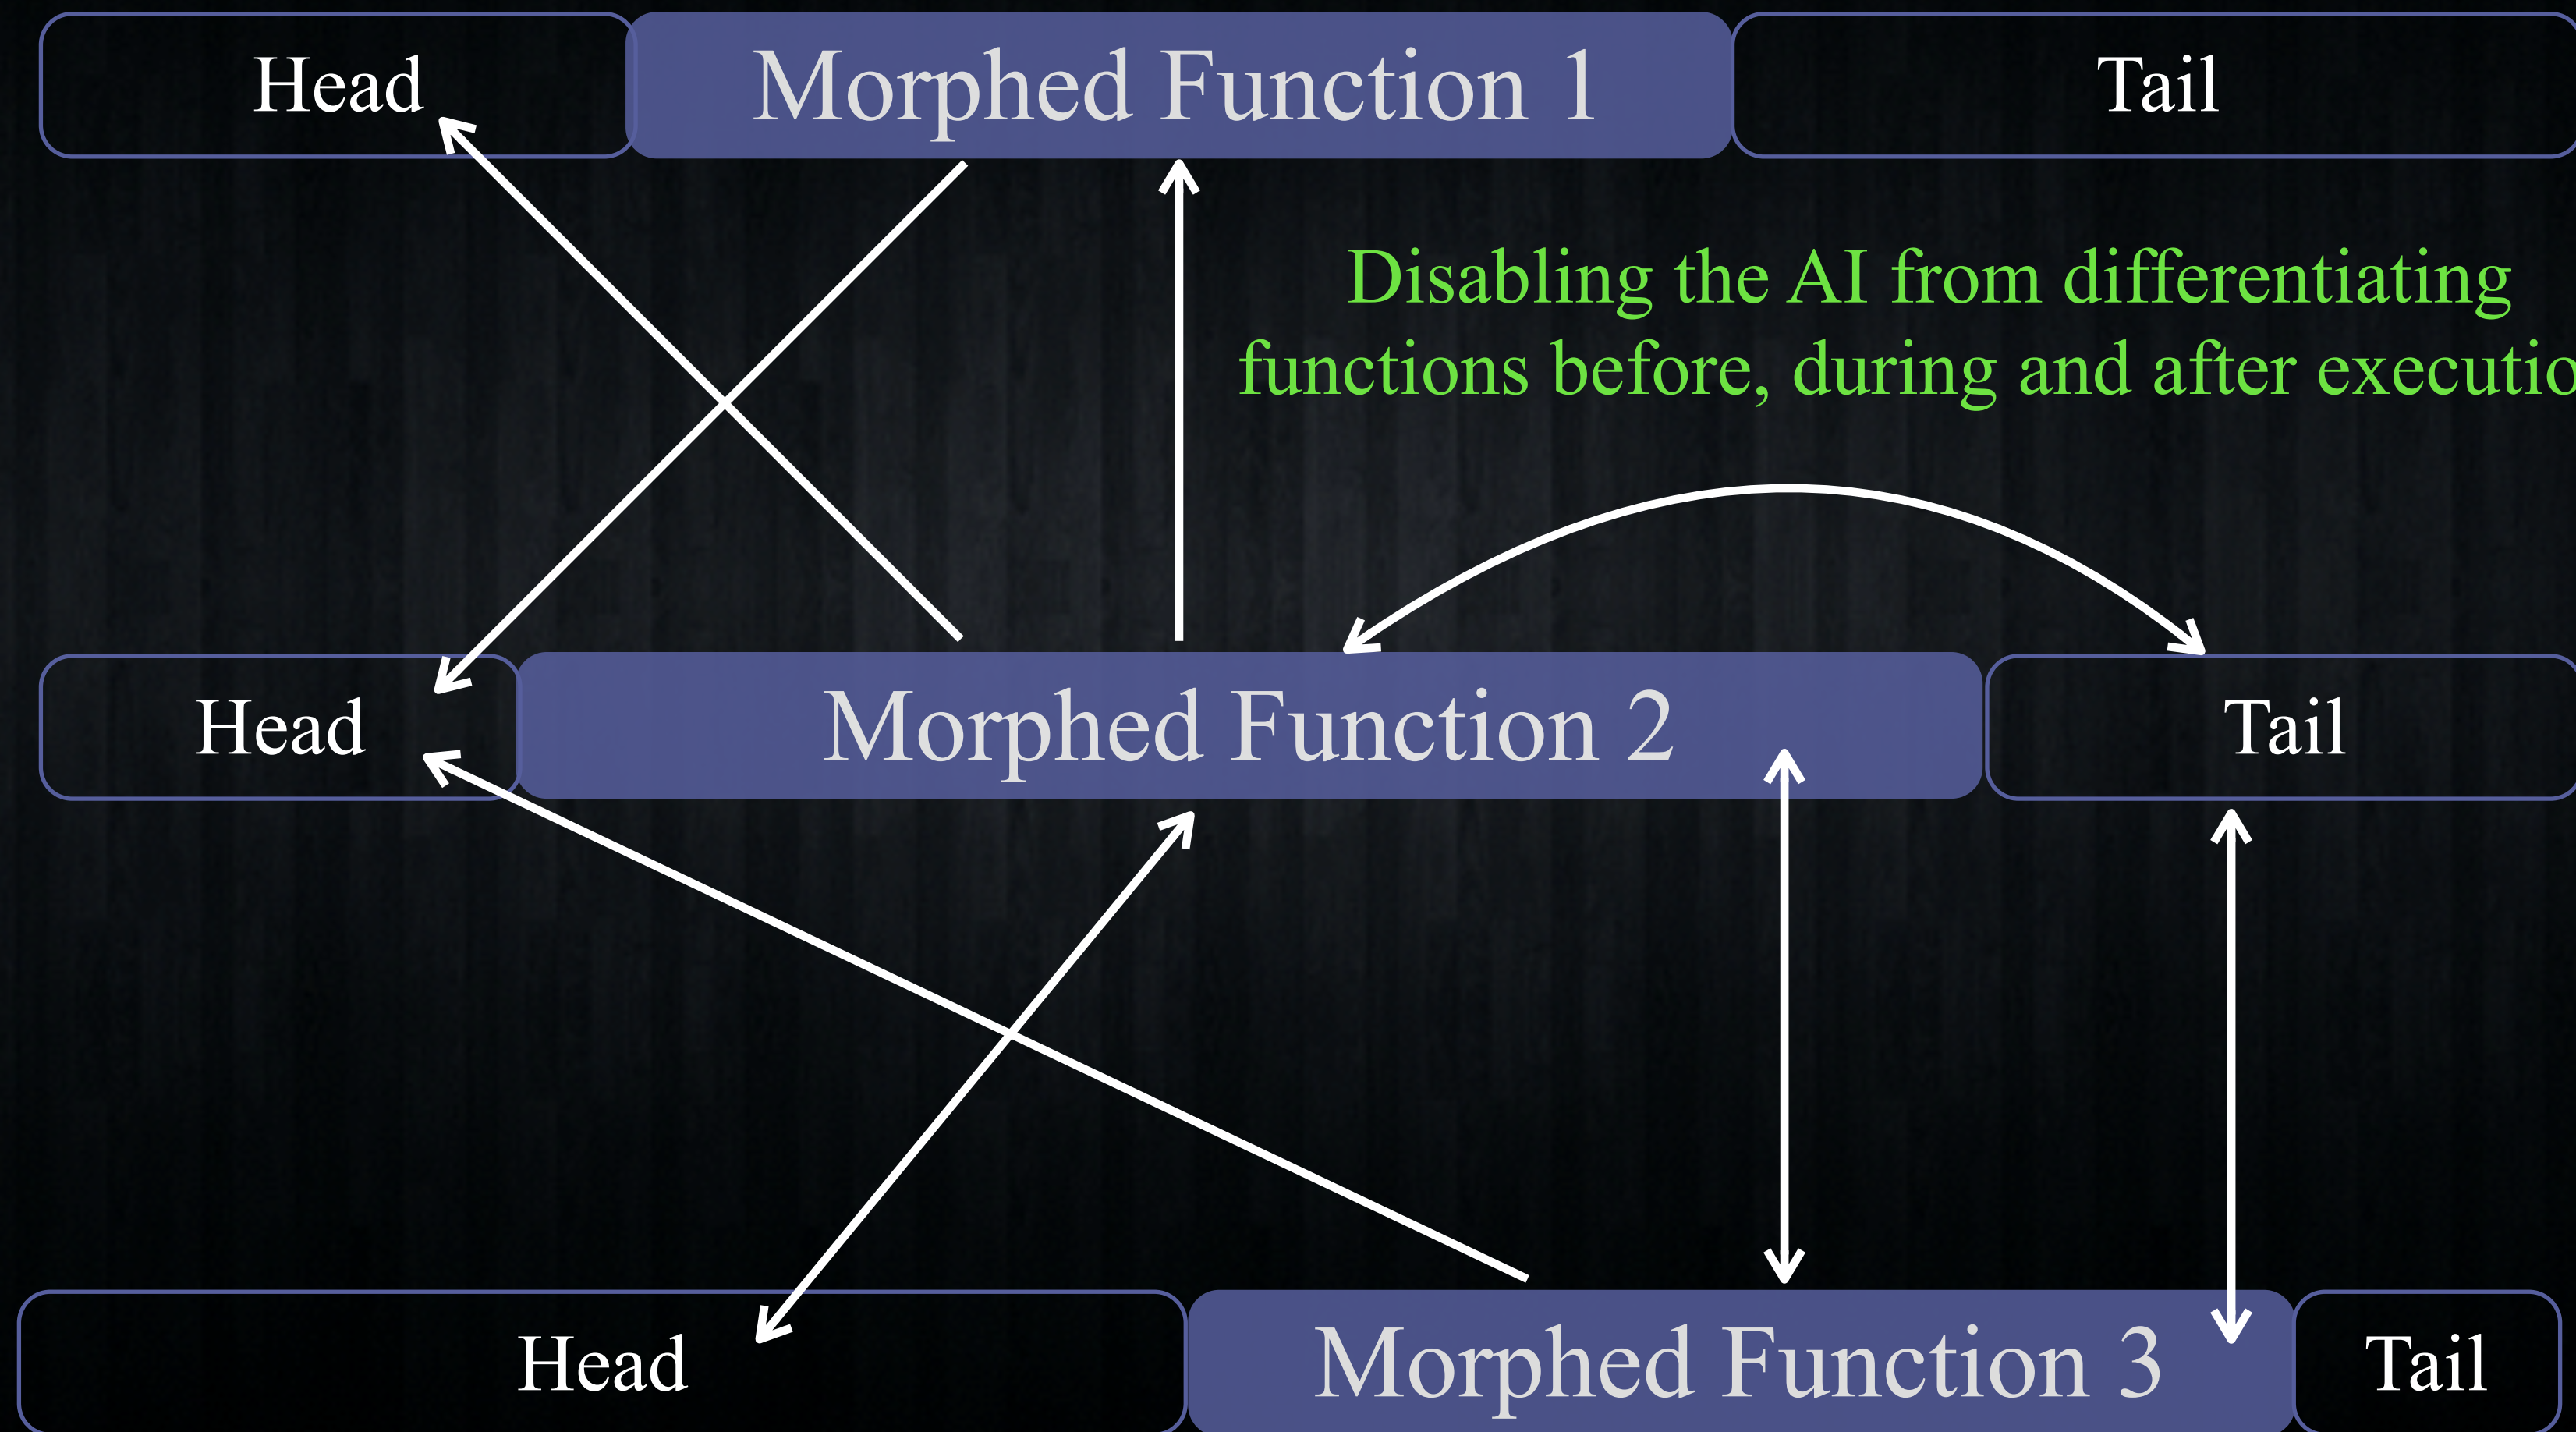 Head Morphed Function 1 Tail
Disabling the AI from differentiating
functions before, during and after executio
Head Morphed Function 2 Tail
Head Morphed Function 3 Tail